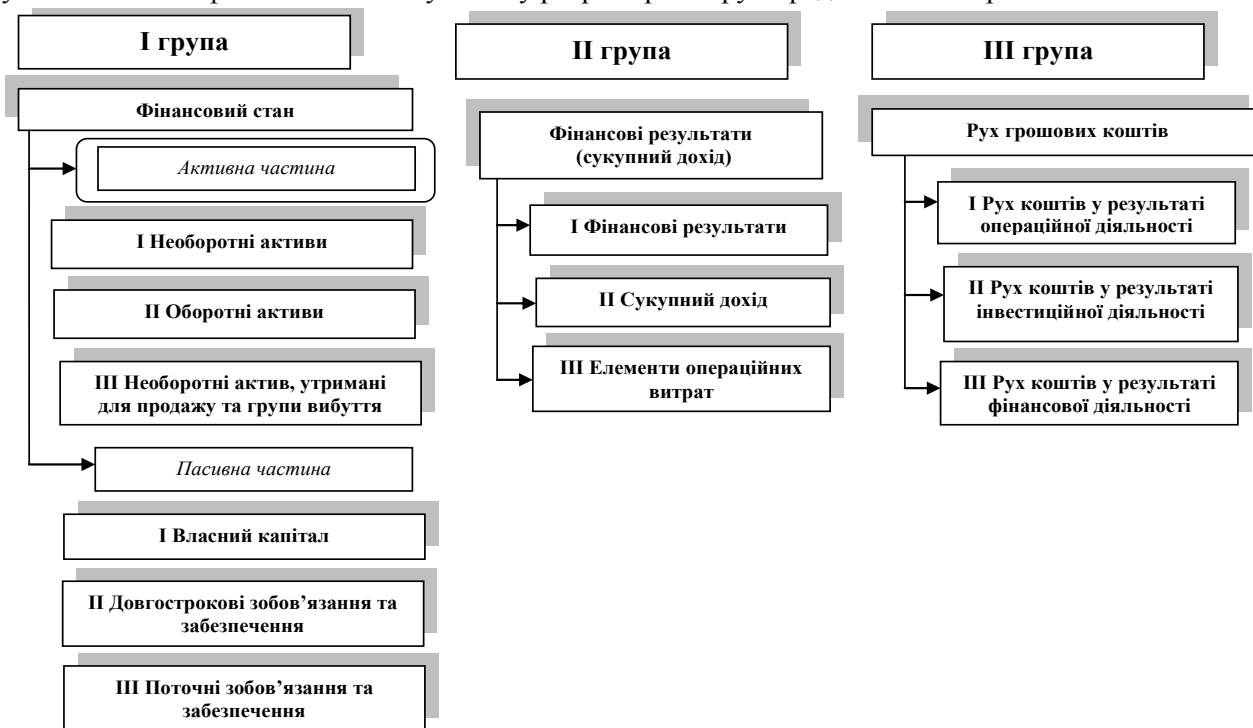 І група
Фінансовий стан
Активна частина
І Необоротні активи
ІІ Оборотні активи
ІІІ Необоротні актив, утримані
для продажу та групи вибуття
Пасивна частина
І Власний капітал
ІІ Довгострокові зобов’язання та
забезпечення
ІІІ Поточні зобов’язання та
забезпечення
ІІ група
Фінансові результати
(сукупний дохід)
І Фінансові результати
ІІ Сукупний дохід
ІІІ Елементи операційних
витрат
ІІІ група
Рух грошових коштів
І Рух коштів у результаті
операційної діяльності
ІІ Рух коштів у результаті
інвестиційної діяльності
ІІІ Рух коштів у результаті
фінансової діяльності